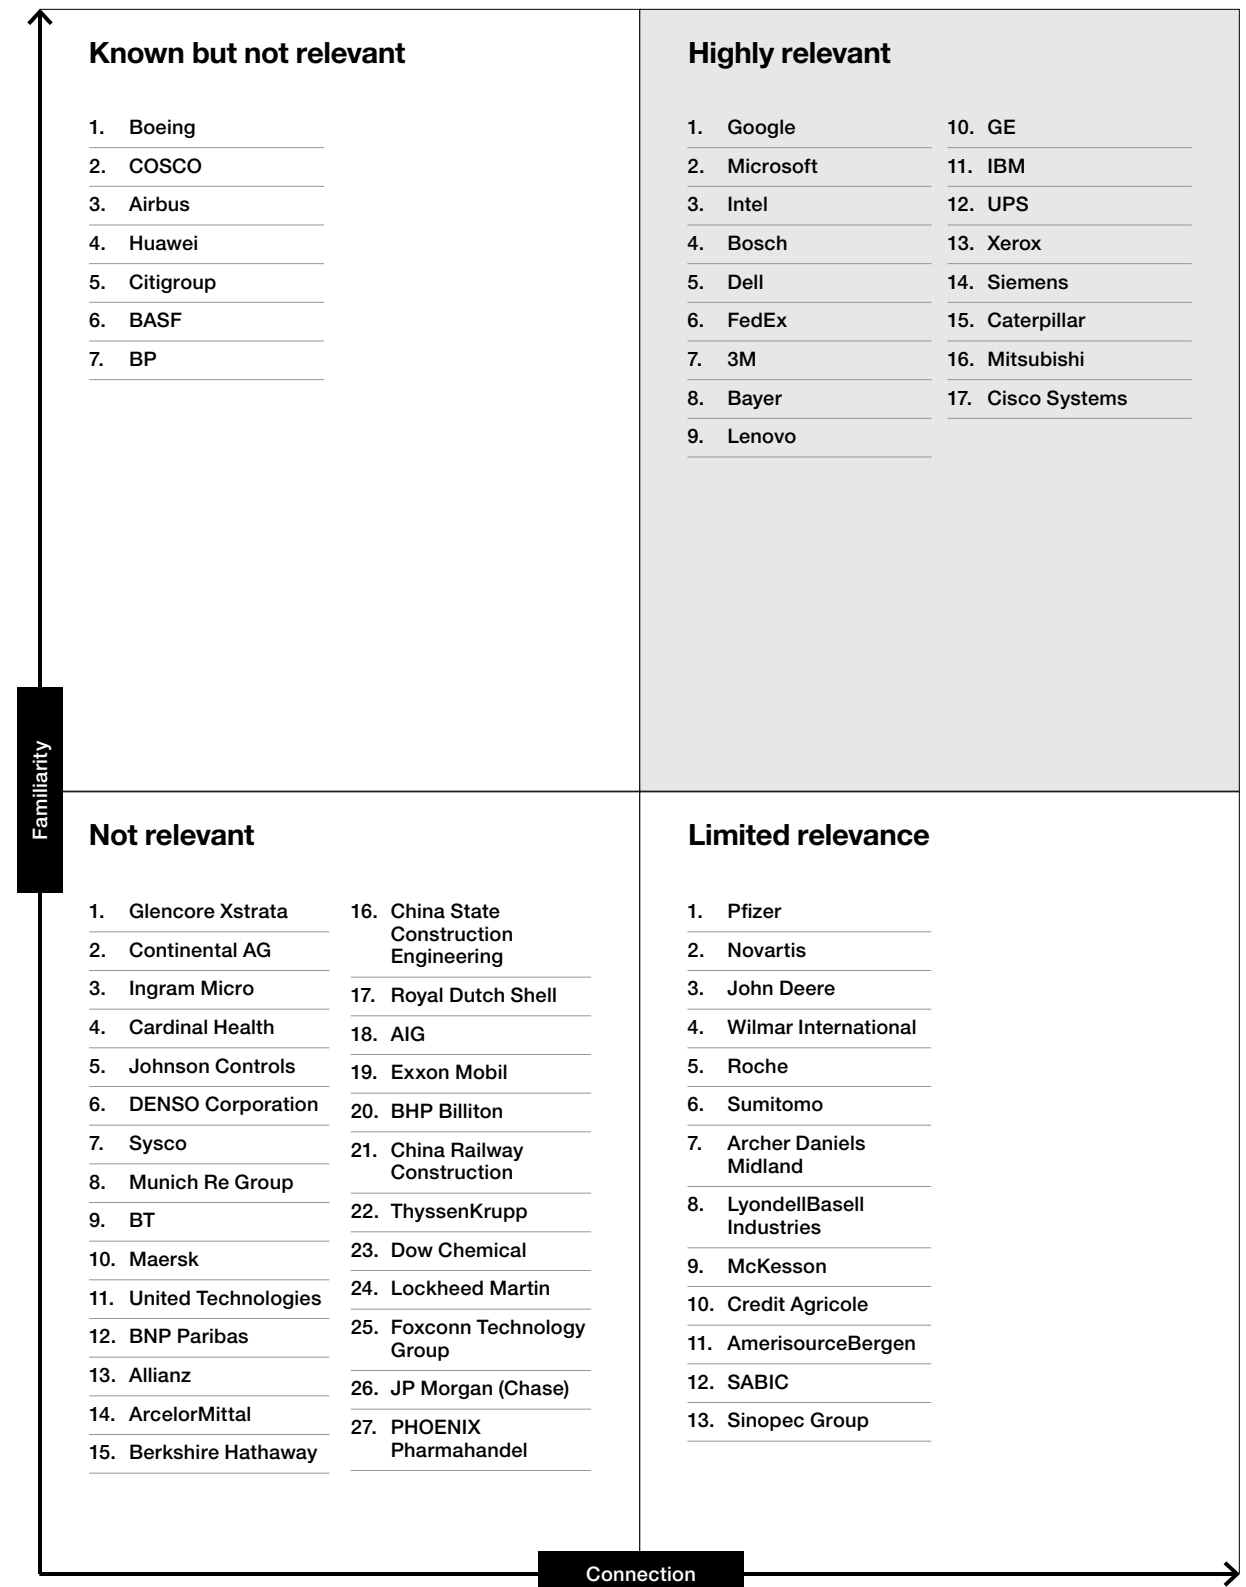 Known but not relevant
1. Boeing
2. COSCO
3. Airbus
4. Huawei
5. Citigroup
6. BASF
7. BP
Highly relevant
1. Google
2. Microsoft
3. Intel
4. Bosch
5. Dell
6. FedEx
7. 3M
8. Bayer
9. Lenovo
10. GE
11. IBM
12. UPS
13. Xerox
14. Siemens
15. Caterpillar
16. Mitsubishi
17. Cisco Systems
Familiarity
Not relevant
1. Glencore Xstrata
2. Continental AG
3. Ingram Micro
4. Cardinal Health
5. Johnson Controls
6. DENSO Corporation
7. Sysco
8. Munich Re Group
9. BT
10. Maersk
11. United Technologies
12. BNP Paribas
13. Allianz
14. ArcelorMittal
15. Berkshire Hathaway
16. China State
Construction
Engineering
17. Royal Dutch Shell
18. AIG
19. Exxon Mobil
20. BHP Billiton
21. China Railway
Construction
22. ThyssenKrupp
23. Dow Chemical
24. Lockheed Martin
25. Foxconn Technology
Group
26. JP Morgan (Chase)
27. PHOENIX
Pharmahandel
Limited relevance
1. Pfizer
2. Novartis
3. John Deere
4. Wilmar International
5. Roche
6. Sumitomo
7. Archer Daniels
Midland
8. LyondellBasell
Industries
9. McKesson
10. Credit Agricole
11. AmerisourceBergen
12. SABIC
13. Sinopec Group
Connection